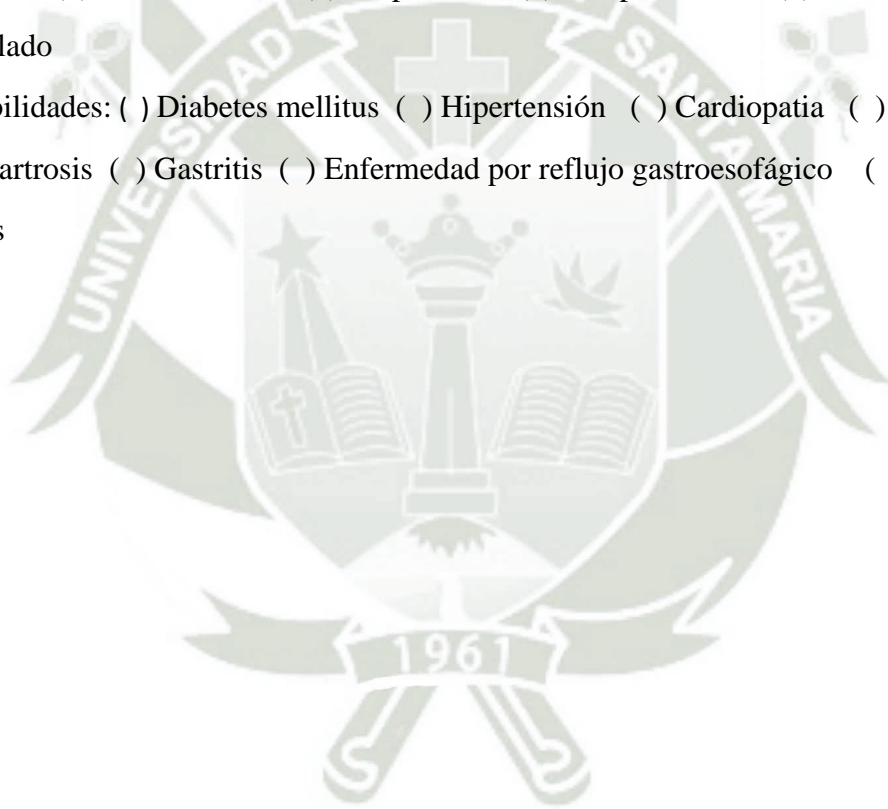 lado
bilidades: ( ) Diabetes mellitus ( ) Hipertensión ( ) Cardiopatia ( )
artrosis ( ) Gastritis ( ) Enfermedad por reflujo gastroesofágico (
s
UNIVERSIDAD SANTA MARIA
1961